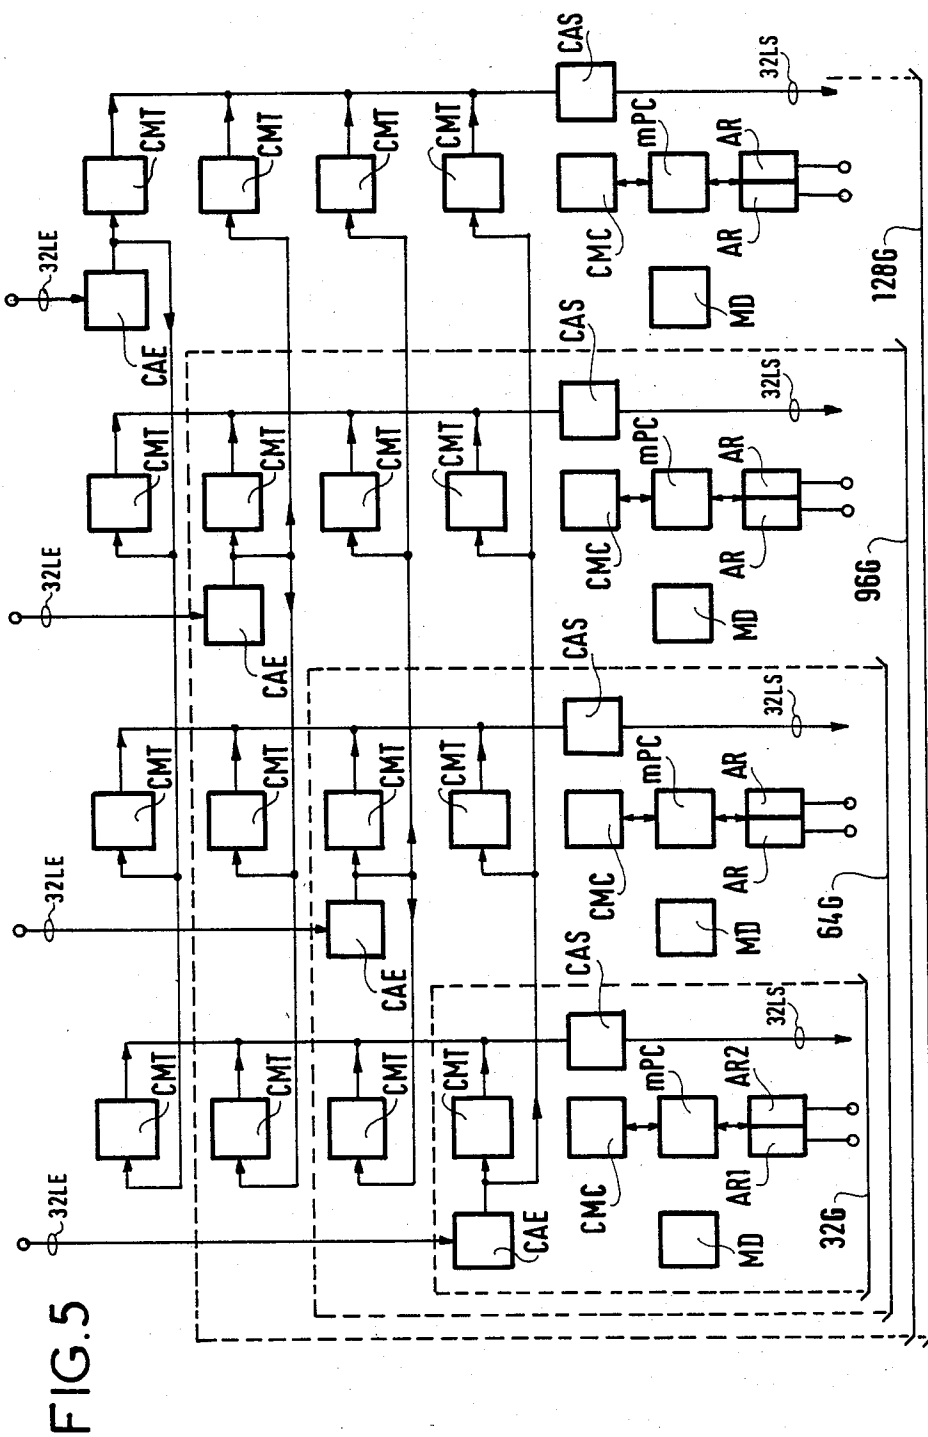 FIG.5
32LE
CMT
CMT
CMT
CMT
CAE
CAS
CMC
mPC
MD
AR1
AR2
32LS
32G
32LE
CMT
CMT
CMT
CMT
CAE
CAS
CMC
mPC
MD
AR
AR
32LS
64G
32LE
CMT
CMT
CMT
CMT
CAE
CAS
CMC
mPC
MD
AR
AR
32LS
96G
32LE
CAE
CMT
CMT
CMT
CMT
CAS
CMC
mPC
MD
AR
AR
32LS
128G